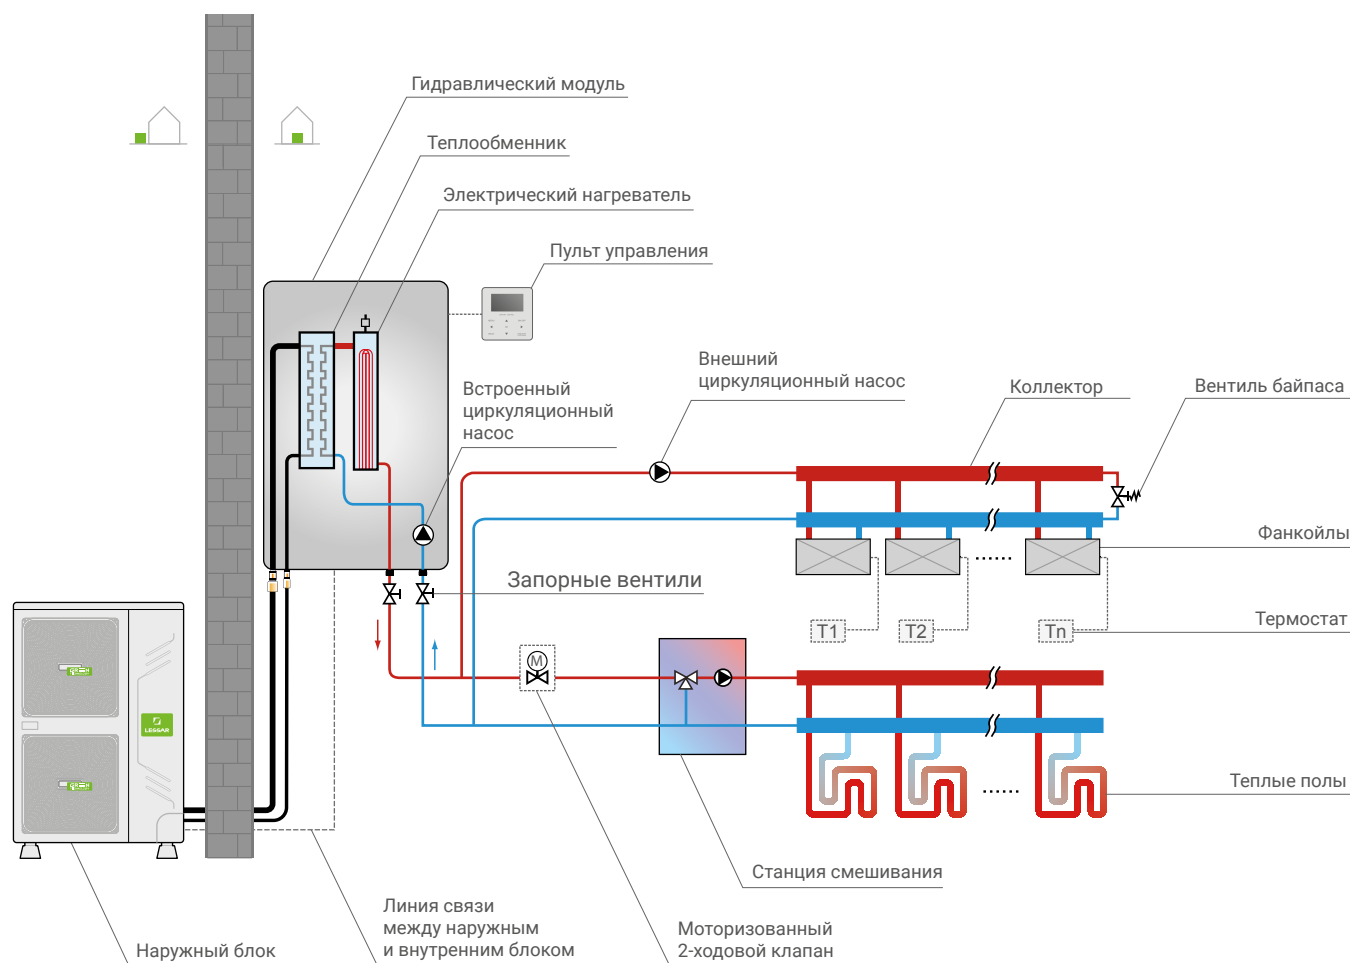 Гидравлический модуль
Теплообменник
Электрический нагреватель
Пульт управления
Внешний
циркуляционный насос
Коллектор
Вентиль байпаса
Встроенный
циркуляционный
насос
Фанкойлы
Запорные вентили
Термостат
T1
T2
Tn
M
LESSAR
Теплые полы
Станция смешивания
Линия связи
между наружным
и внутренним блоком
Моторизованный
2-ходовой клапан
Наружный блок